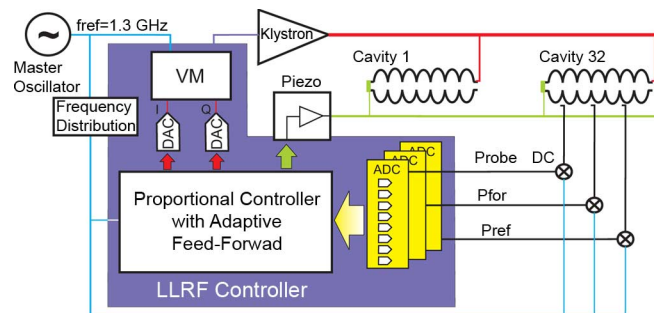 fref=1.3 GHz
Master
Oscillator
Frequency
Distribution
VM
I
Q
DAC
DAC
Klystron
Piezo
Cavity 1
Cavity 32
ADC
ADC
ADC
Probe
DC
Pfor
Pref
Proportional Controller
with Adaptive
Feed-Forwad
LLRF Controller